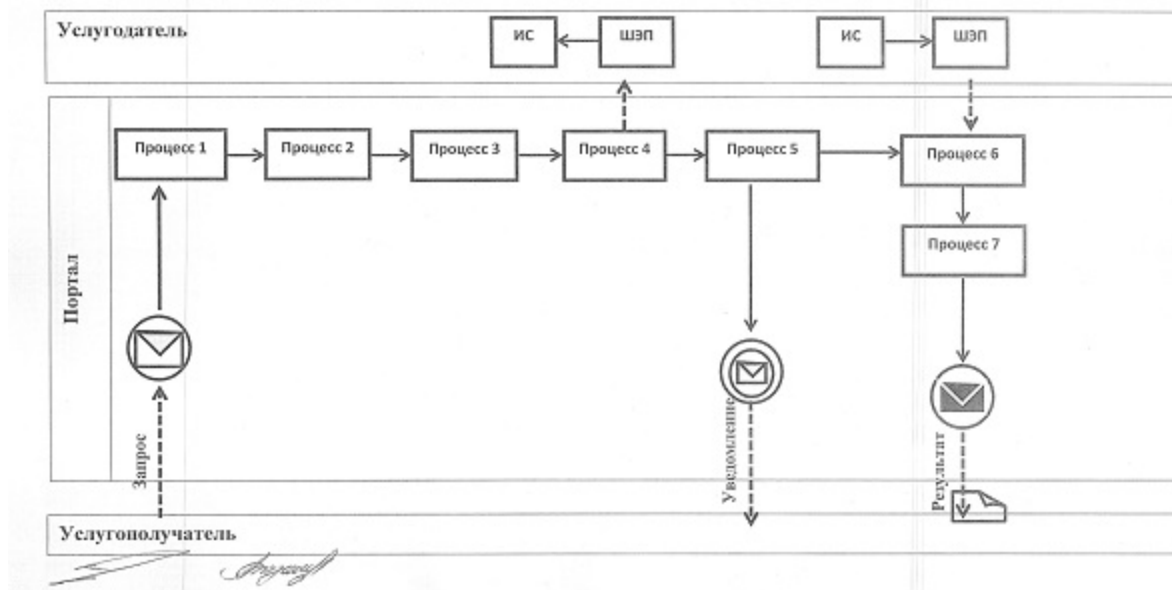 Услугодатель
ИС
ШЭП
ИС
ШЭП
Портал
Процесс 1
Процесс 2
Процесс 3
Процесс 4
Процесс 5
Процесс 6
Процесс 7
Запрос
Уведомление
Результат
Услугополучатель